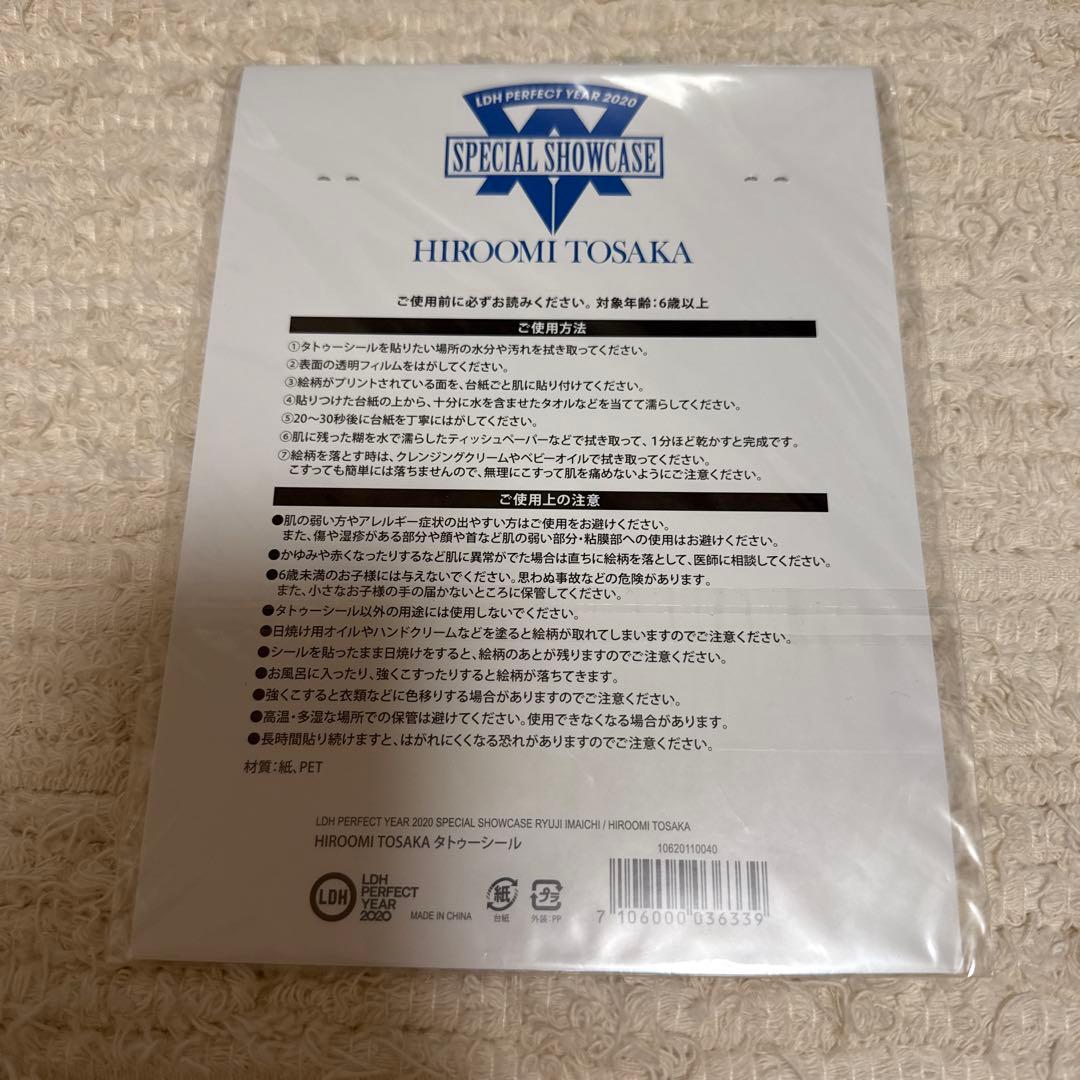 LDH PERFECT YEAR 2020
SPECIAL SHOWCASE
HIROOMI TOSAKA
ご使用前に必ずお読みください。対象年齢:6歳以上
ご使用方法
①タトゥーシールを貼りたい場所の水分や汚れを拭き取ってください。
②表面の透明フィルムをはがしてください。
③絵柄がプリントされている面を、台紙ごと肌に貼り付けてください。
④貼りつけた台紙の上から、十分に水を含ませたタオルなどを当てて濡らしてください。
⑤20〜30秒後に台紙を丁寧にはがしてください。
⑥肌に残った糊を水で濡らしたティッシュペーパーなどで拭き取って、1分ほど乾かすと完成です。
⑦絵柄を落とす時は、クレンジングクリームやベビーオイルで拭き取ってください。
こすっても簡単には落ちませんので、無理にこすって肌を痛めないようにご注意ください。
ご使用上の注意
●肌の弱い方やアレルギー症状の出やすい方はご使用をお避けください。
また、傷や湿疹がある部分や顔や首など肌の弱い部分・粘膜部への使用はお避けください。
●かゆみや赤くなったりするなど肌に異常がでた場合は直ちに絵柄を落として、医師に相談してください。
●6歳未満のお子様には与えないでください。思わぬ事故などの危険があります。
また、小さなお子様の手の届かないところに保管してください。
●タトゥーシール以外の用途には使用しないでください。
●日焼け用オイルやハンドクリームなどを塗ると絵柄が取れてしまいますのでご注意ください。
●シールを貼ったまま日焼けをすると、絵柄のあとが残りますのでご注意ください。
●お風呂に入ったり、強くこすったりすると絵柄が落ちてきます。
●強くこすると衣類などに色移りする場合がありますのでご注意ください。
●高温・多湿な場所での保管は避けてください。使用できなくなる場合があります。
●長時間貼り続けますと、はがれにくくなる恐れがありますのでご注意ください。
材質:紙、PET
LDH PERFECT YEAR 2020 SPECIAL SHOWCASE RYUJI IMAICHI / HIROOMI TOSAKA
HIROOMI TOSAKA タトゥーシール
10620110040
LDH
LDH PERFECT YEAR 2020
MADE IN CHINA
紙
台紙
プラ
外装:PP
7 106000 036339